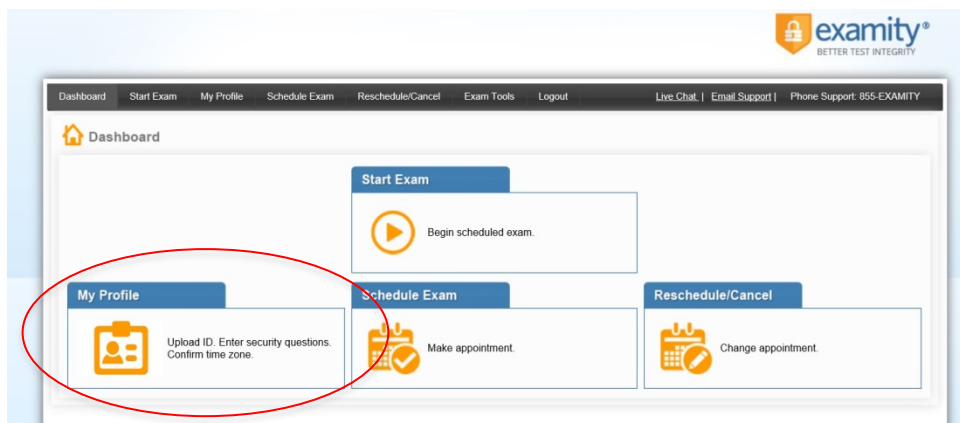 examity®
BETTER TEST INTEGRITY
Dashboard Start Exam My Profile Schedule Exam Reschedule/Cancel Exam Tools Logout Live Chat | Email Support | Phone Support: 855-EXAMITY
Dashboard
Start Exam
Begin scheduled exam.
My Profile
Upload ID. Enter security questions.
Confirm time zone.
Schedule Exam
Make appointment.
Reschedule/Cancel
Change appointment.